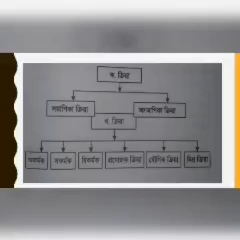 ক. ক্রিয়া
সমাপিকা ক্রিয়া
অসমাপিকা ক্রিয়া
খ. ক্রিয়া
অকর্মক
সকর্মক
দ্বিকর্মক
প্রযোজক ক্রিয়া
যৌগিক ক্রিয়া
মিশ্র ক্রিয়া